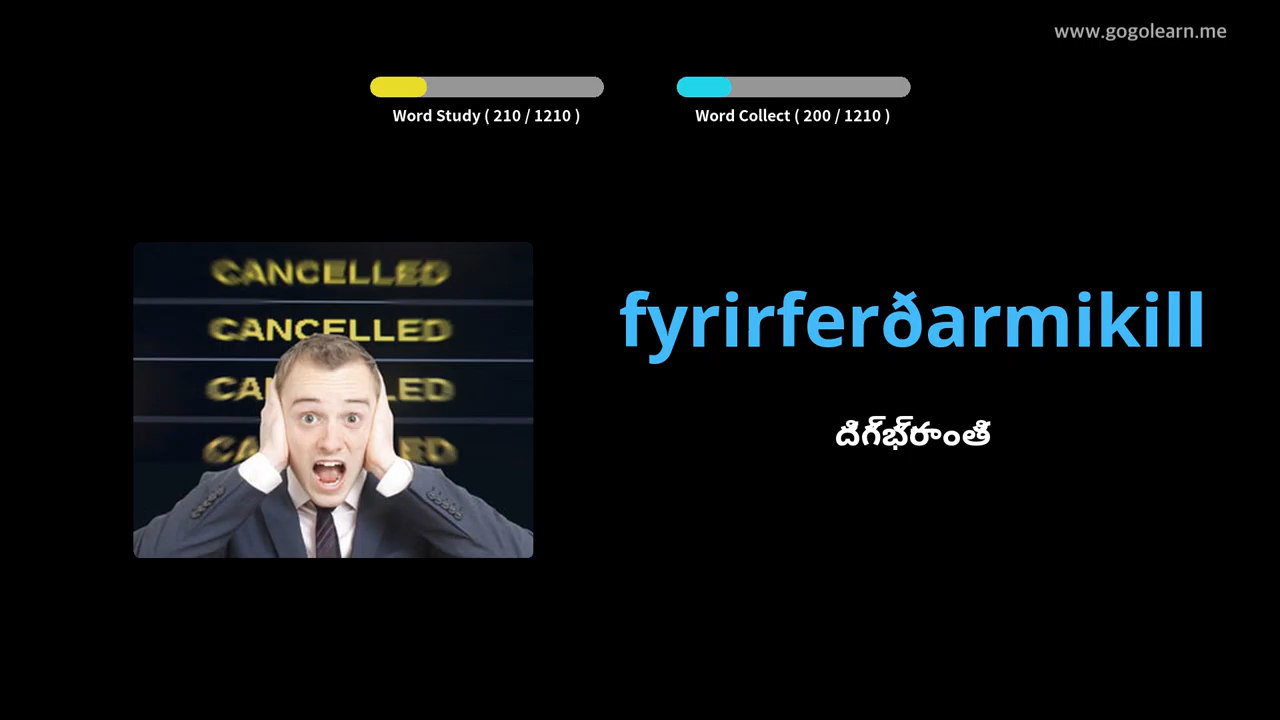 www.gogolearn.me
Word Study ( 210 / 1210 )
Word Collect ( 200 / 1210 )
CANCELLED
CANCELLED
fyrirferðarmikill
దిగ్భ్రాంతి